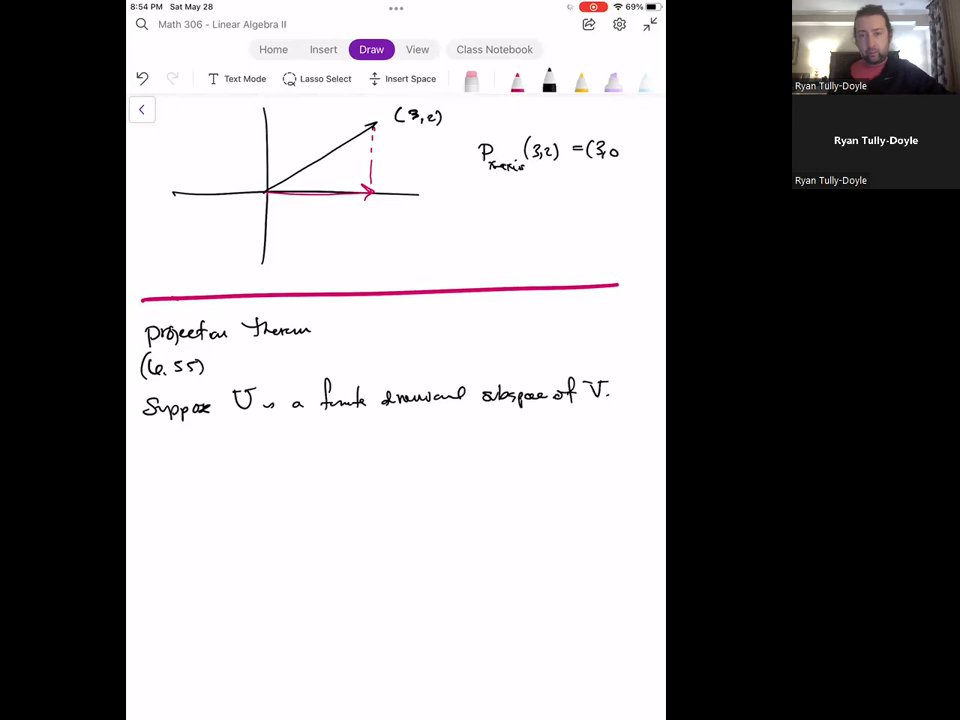 8:54 PM Sat May 28
69%
Math 306 - Linear Algebra II
Home Insert Draw View Class Notebook
Text Mode Lasso Select Insert Space
(3,2)
P x-axis (3,2) = (3,0
Projection Theorem
(6.55)
Suppose U is a finite dimensional subspace of V.
Ryan Tully-Doyle
Ryan Tully-Doyle
Ryan Tully-Doyle